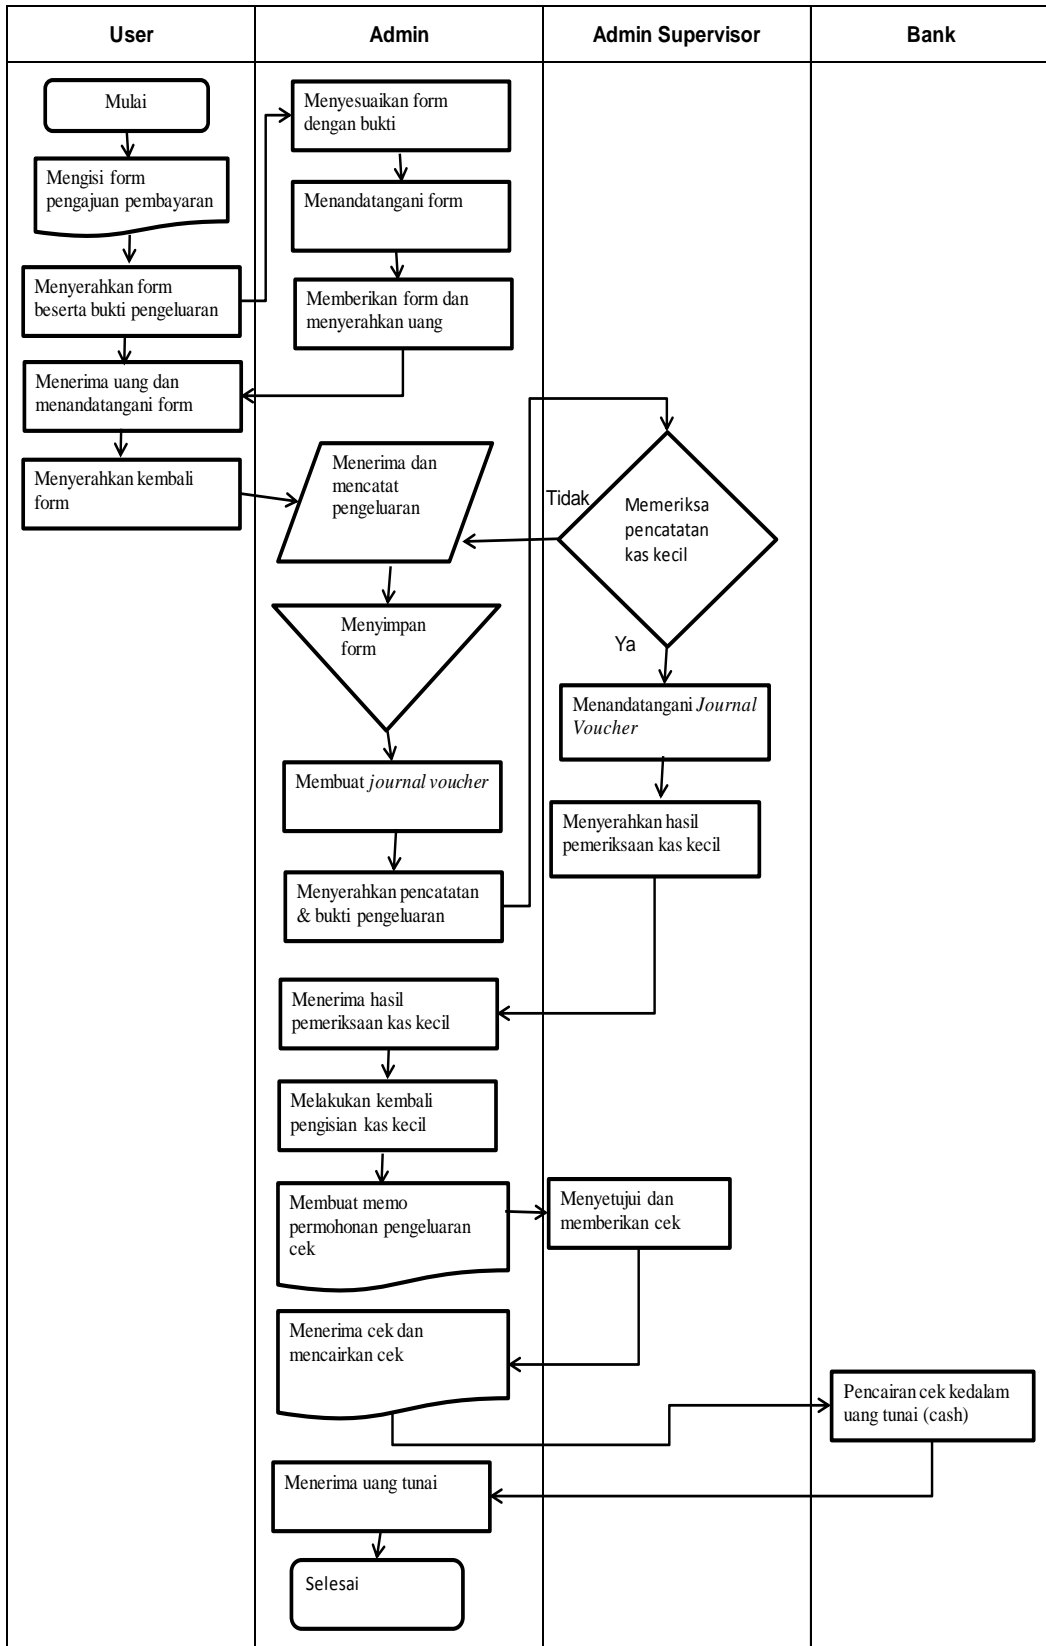 User
Admin
Admin Supervisor
Bank
Mulai
Mengisi form
pengajuan pembayaran
Menyerahkan form
beserta bukti pengeluaran
Menyesuaikan form
dengan bukti
Menandatangani form
Memberikan form dan
menyerahkan uang
Menerima uang dan
menandatangani form
Menyerahkan kembali
form
Menerima dan
mencatat
pengeluaran
Menyimpan
form
Membuat journal voucher
Menyerahkan pencatatan
& bukti pengeluaran
Memeriksa
pencatatan
kas kecil
Tidak
Ya
Menandatangani Journal
Voucher
Menyerahkan hasil
pemeriksaan kas kecil
Menerima hasil
pemeriksaan kas kecil
Melakukan kembali
pengisian kas kecil
Membuat memo
permohonan pengeluaran
cek
Menyetujui dan
memberikan cek
Menerima cek dan
mencairkan cek
Pencairan cek kedalam
uang tunai (cash)
Menerima uang tunai
Selesai